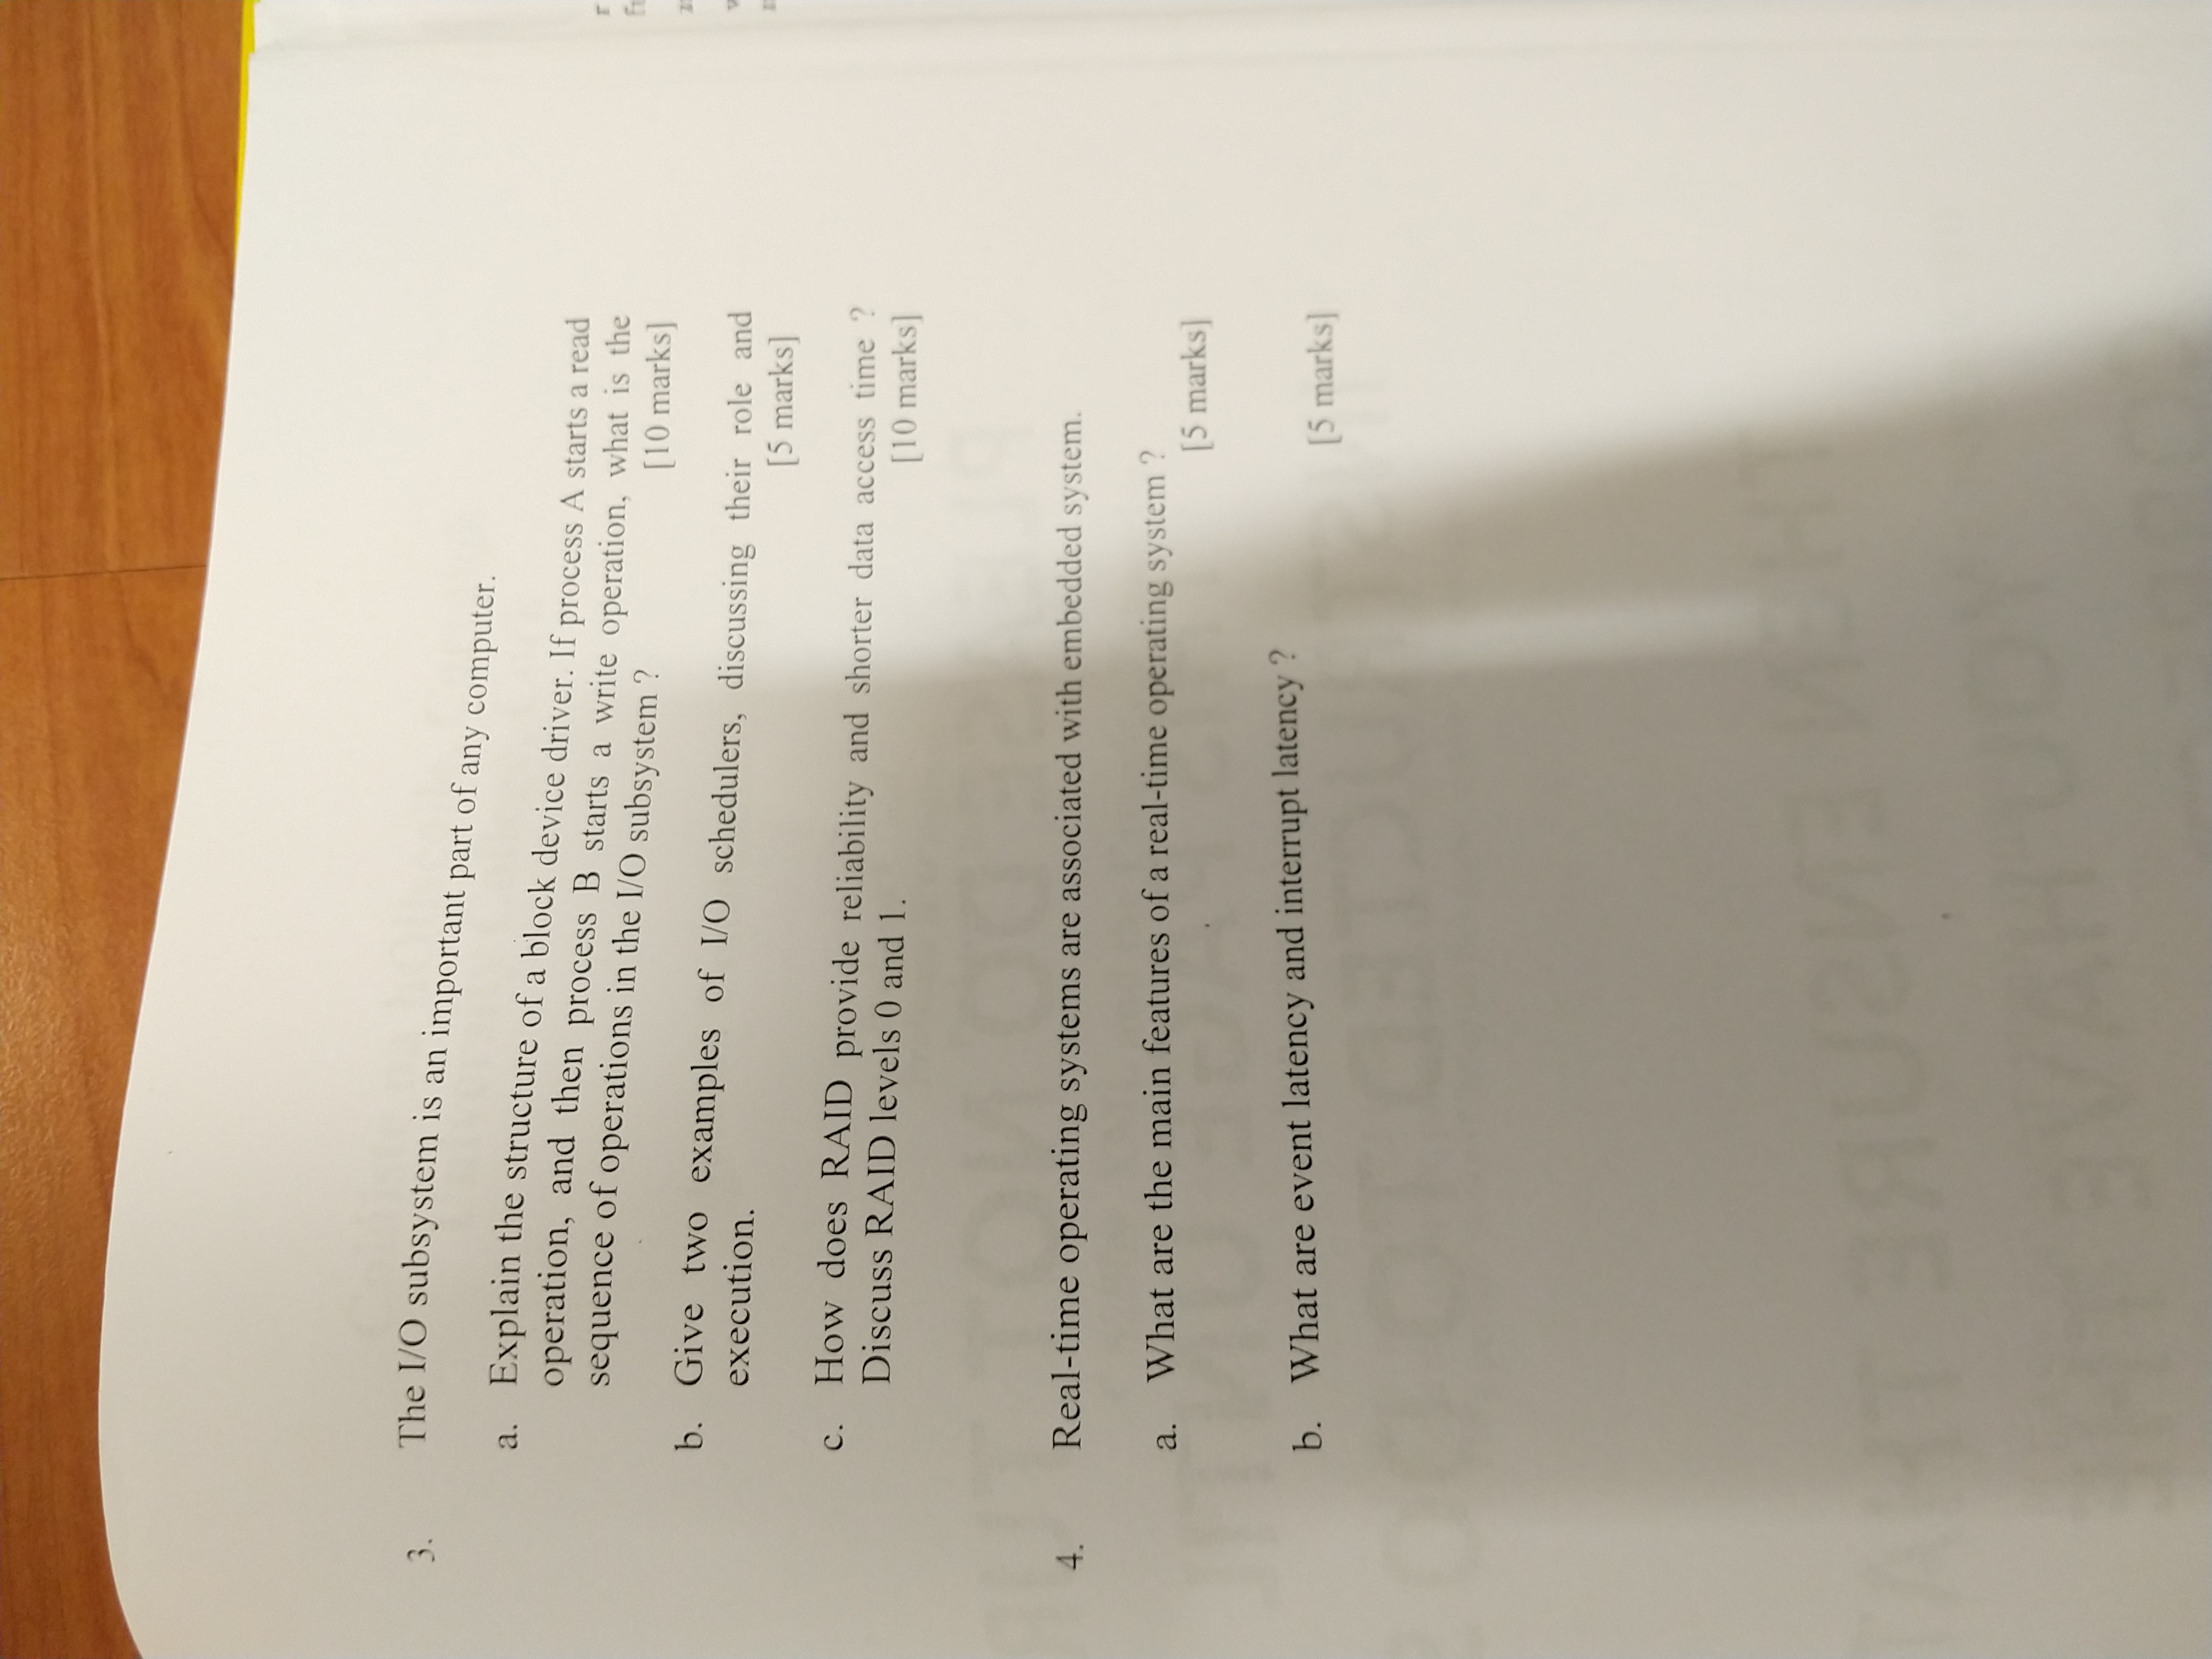 3. The I/O subsystem is an important part of any computer.
a. Explain the structure of a block device driver. If process A starts a read
operation, and then process B starts a write operation, what is the
sequence of operations in the I/O subsystem ?
[10 marks]
b. Give two examples of I/O schedulers, discussing their role and
execution.
[5 marks]
c. How does RAID provide reliability and shorter data access time ?
Discuss RAID levels 0 and 1.
[10 marks]
4. Real-time operating systems are associated with embedded system.
a. What are the main features of a real-time operating system ?
[5 marks]
b. What are event latency and interrupt latency ?
[5 marks]